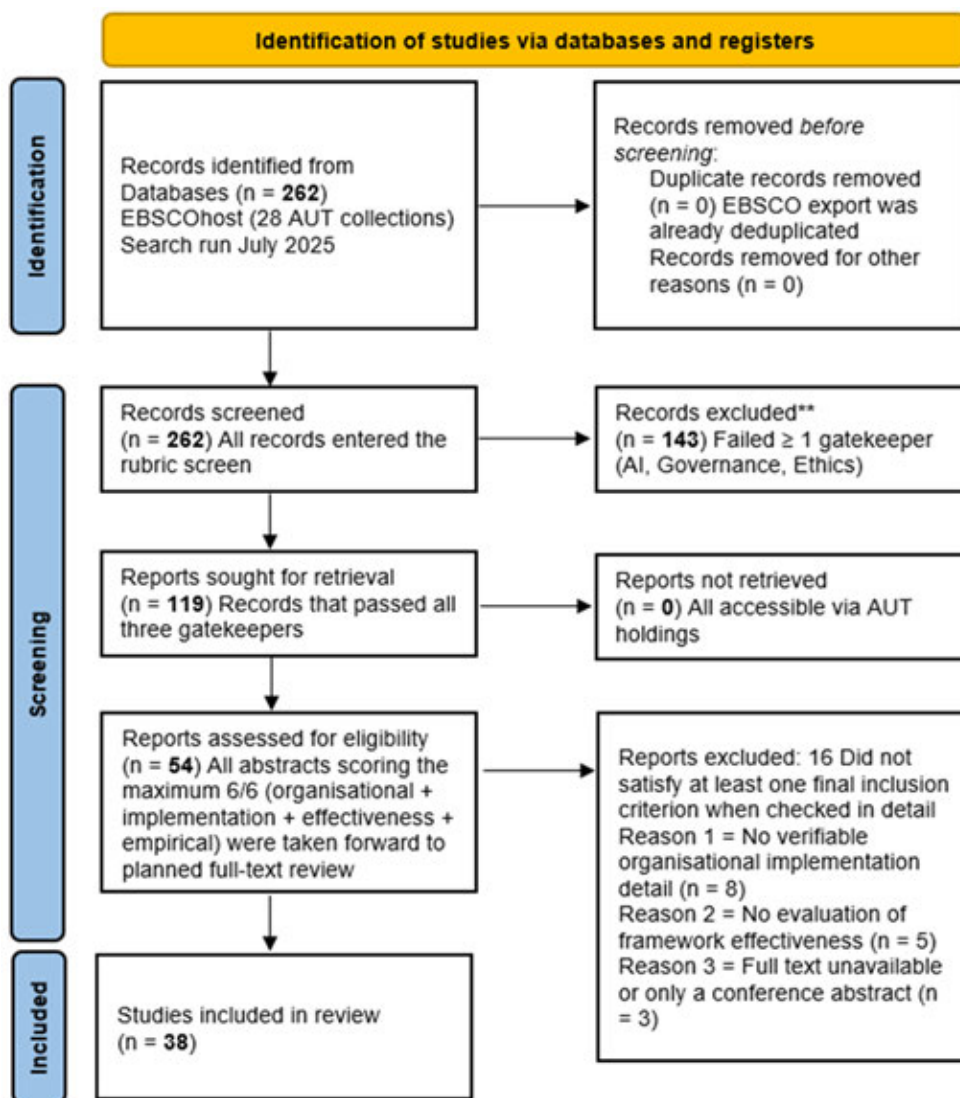 Identification of studies via databases and registers
Identification
Records identified from
Databases (n = 262)
EBSCOhost (28 AUT collections)
Search run July 2025
Records removed before
screening:
Duplicate records removed
(n = 0) EBSCO export was
already deduplicated
Records removed for other
reasons (n = 0)
Screening
Records screened
(n = 262) All records entered the
rubric screen
Records excluded**
(n = 143) Failed ≥ 1 gatekeeper
(AI, Governance, Ethics)
Reports sought for retrieval
(n = 119) Records that passed all
three gatekeepers
Reports not retrieved
(n = 0) All accessible via AUT
holdings
Reports assessed for eligibility
(n = 54) All abstracts scoring the
maximum 6/6 (organisational +
implementation + effectiveness +
empirical) were taken forward to
planned full-text review
Reports excluded: 16 Did not
satisfy at least one final inclusion
criterion when checked in detail
Reason 1 = No verifiable
organisational implementation
detail (n = 8)
Reason 2 = No evaluation of
framework effectiveness (n = 5)
Reason 3 = Full text unavailable
or only a conference abstract (n
= 3)
Included
Studies included in review
(n = 38)